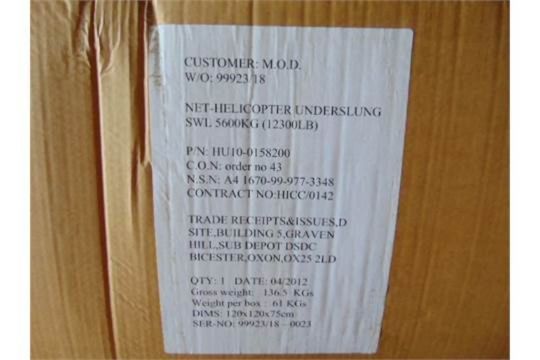 CUSTOMER: M.O.D.
W/O: 99923/18
NET-HELICOPTER UNDERSLUNG
SWL 5600KG (12300LB)
P/N: HU10-0158200
C.O.N: order no 43
N.S.N: A4 1670-99-977-3348
CONTRACT NO:HICC/0142
TRADE RECEIPTS&ISSUES,D
SITE,BUILDING 5,GRAVEN
HILL,SUB DEPOT DSDC
BICESTER,OXON,OX25 2LD
QTY: 1 DATE: 04/2012
Gross weight: 136.5 KGs
Weight per box : 61 KGs
DIMS: 120x120x75cm
SER-NO: 99923/18 – 0023